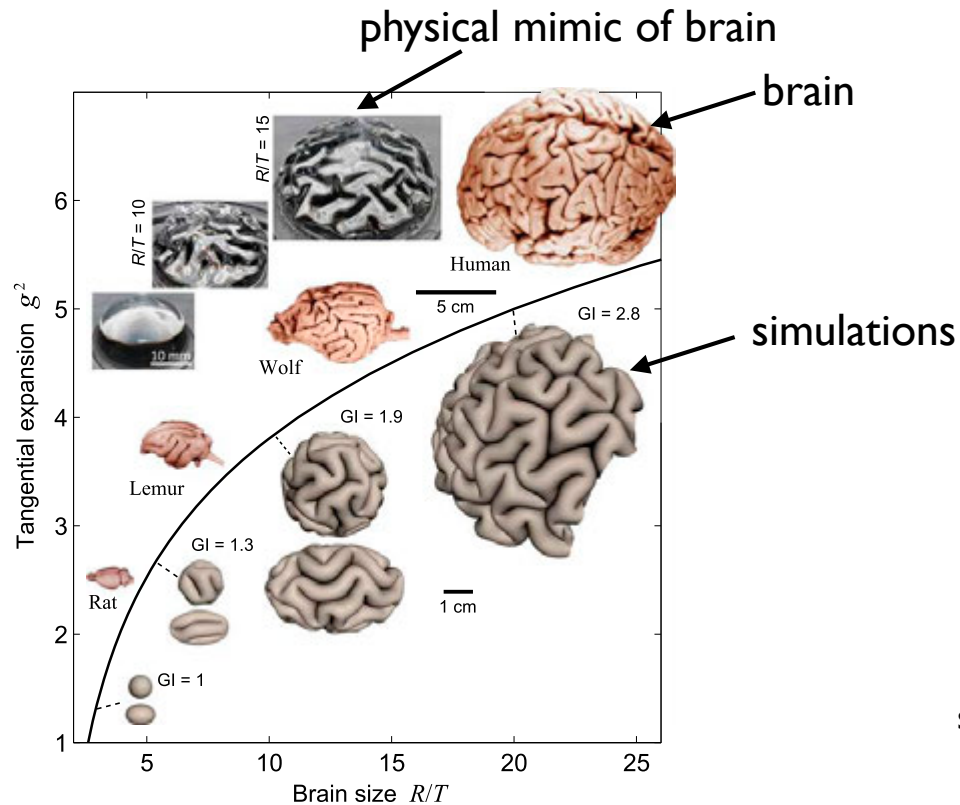 physical mimic of brain
brain
R/T = 15
R/T = 10
10 mm
Human
5 cm
Wolf
GI = 2.8
simulations
GI = 1.9
Lemur
GI = 1.3
Rat
1 cm
GI = 1
Tangential expansion g²
6
5
4
3
2
1
5 10 15 20 25
Brain size R/T
s